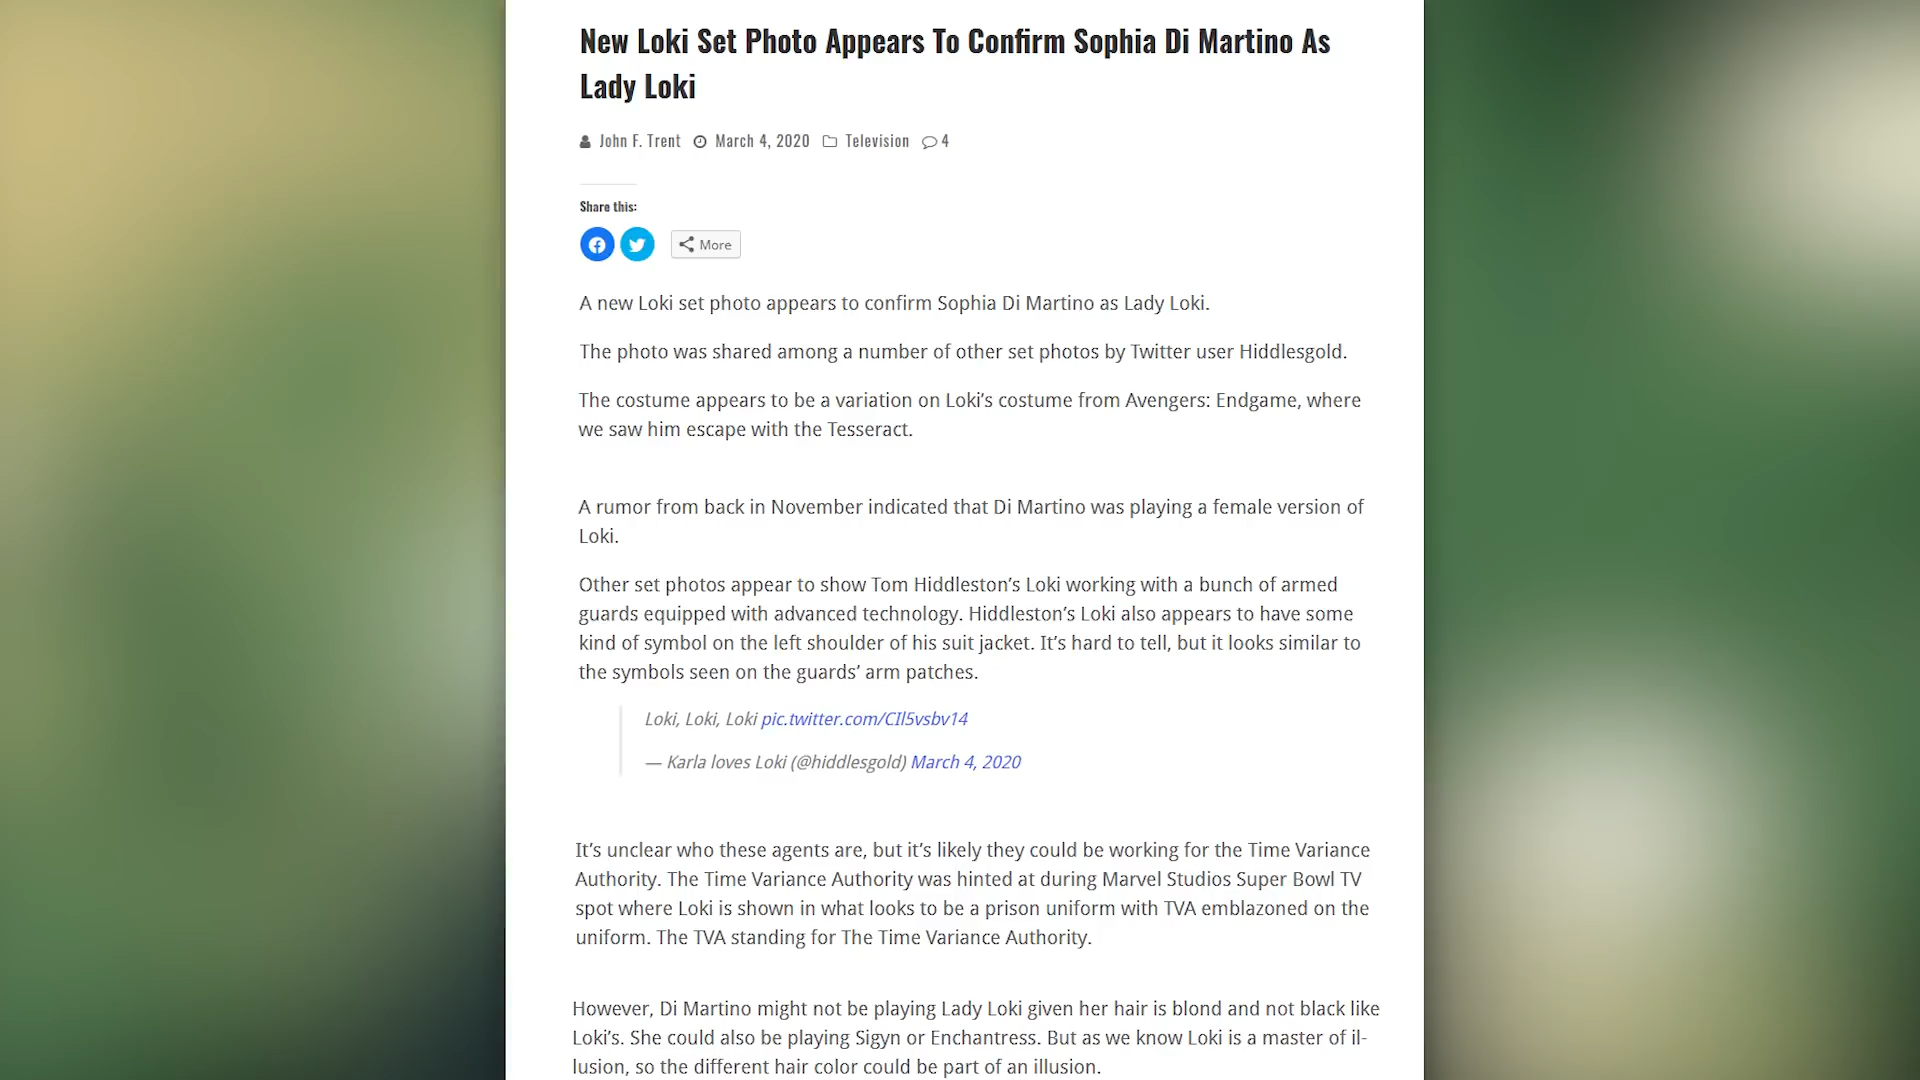 New Loki Set Photo Appears To Confirm Sophia Di Martino As
Lady Loki
John F. Trent March 4, 2020 Television 4
Share this:
More
A new Loki set photo appears to confirm Sophia Di Martino as Lady Loki.
The photo was shared among a number of other set photos by Twitter user Hiddlesgold.
The costume appears to be a variation on Loki’s costume from Avengers: Endgame, where
we saw him escape with the Tesseract.
A rumor from back in November indicated that Di Martino was playing a female version of
Loki.
Other set photos appear to show Tom Hiddleston’s Loki working with a bunch of armed
guards equipped with advanced technology. Hiddleston’s Loki also appears to have some
kind of symbol on the left shoulder of his suit jacket. It’s hard to tell, but it looks similar to
the symbols seen on the guards’ arm patches.
Loki, Loki, Loki pic.twitter.com/CIl5vsbv14
— Karla loves Loki (@hiddlesgold) March 4, 2020
It’s unclear who these agents are, but it’s likely they could be working for the Time Variance
Authority. The Time Variance Authority was hinted at during Marvel Studios Super Bowl TV
spot where Loki is shown in what looks to be a prison uniform with TVA emblazoned on the
uniform. The TVA standing for The Time Variance Authority.
However, Di Martino might not be playing Lady Loki given her hair is blond and not black like
Loki’s. She could also be playing Sigyn or Enchantress. But as we know Loki is a master of il-
lusion, so the different hair color could be part of an illusion.